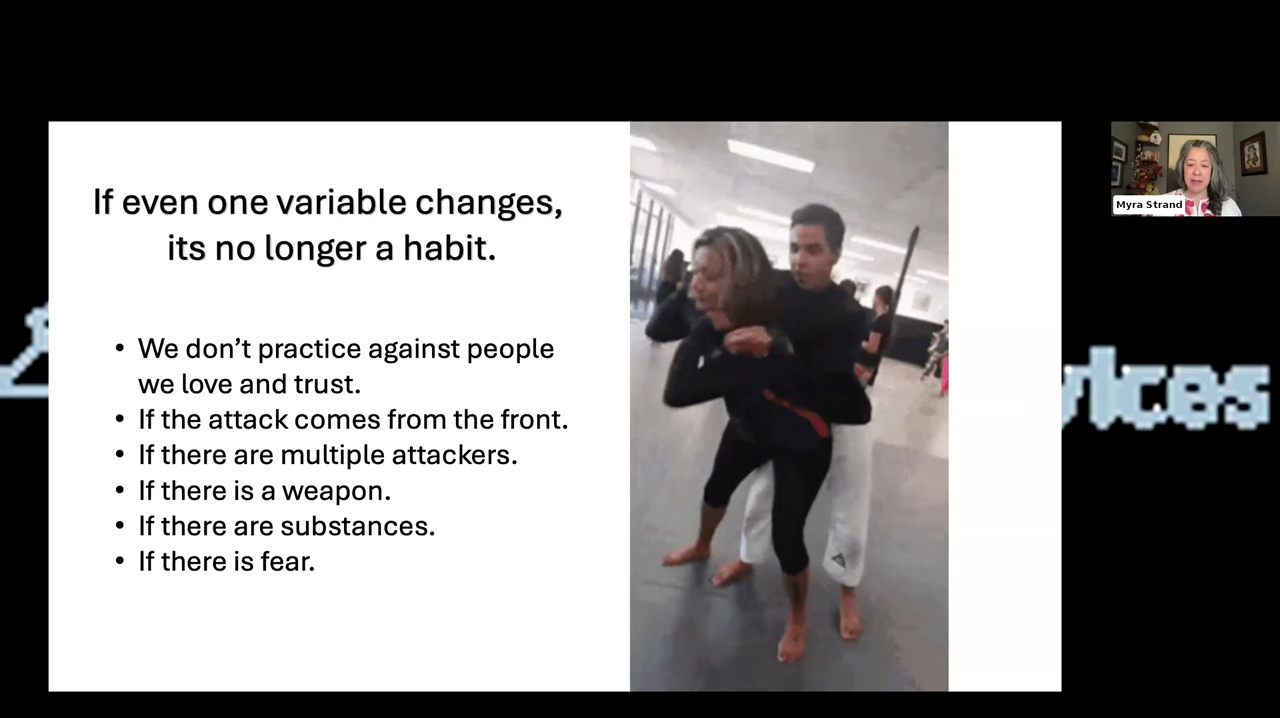 If even one variable changes,
its no longer a habit.
• We don’t practice against people
we love and trust.
• If the attack comes from the front.
• If there are multiple attackers.
• If there is a weapon.
• If there are substances.
• If there is fear.
Myra Strand
vices